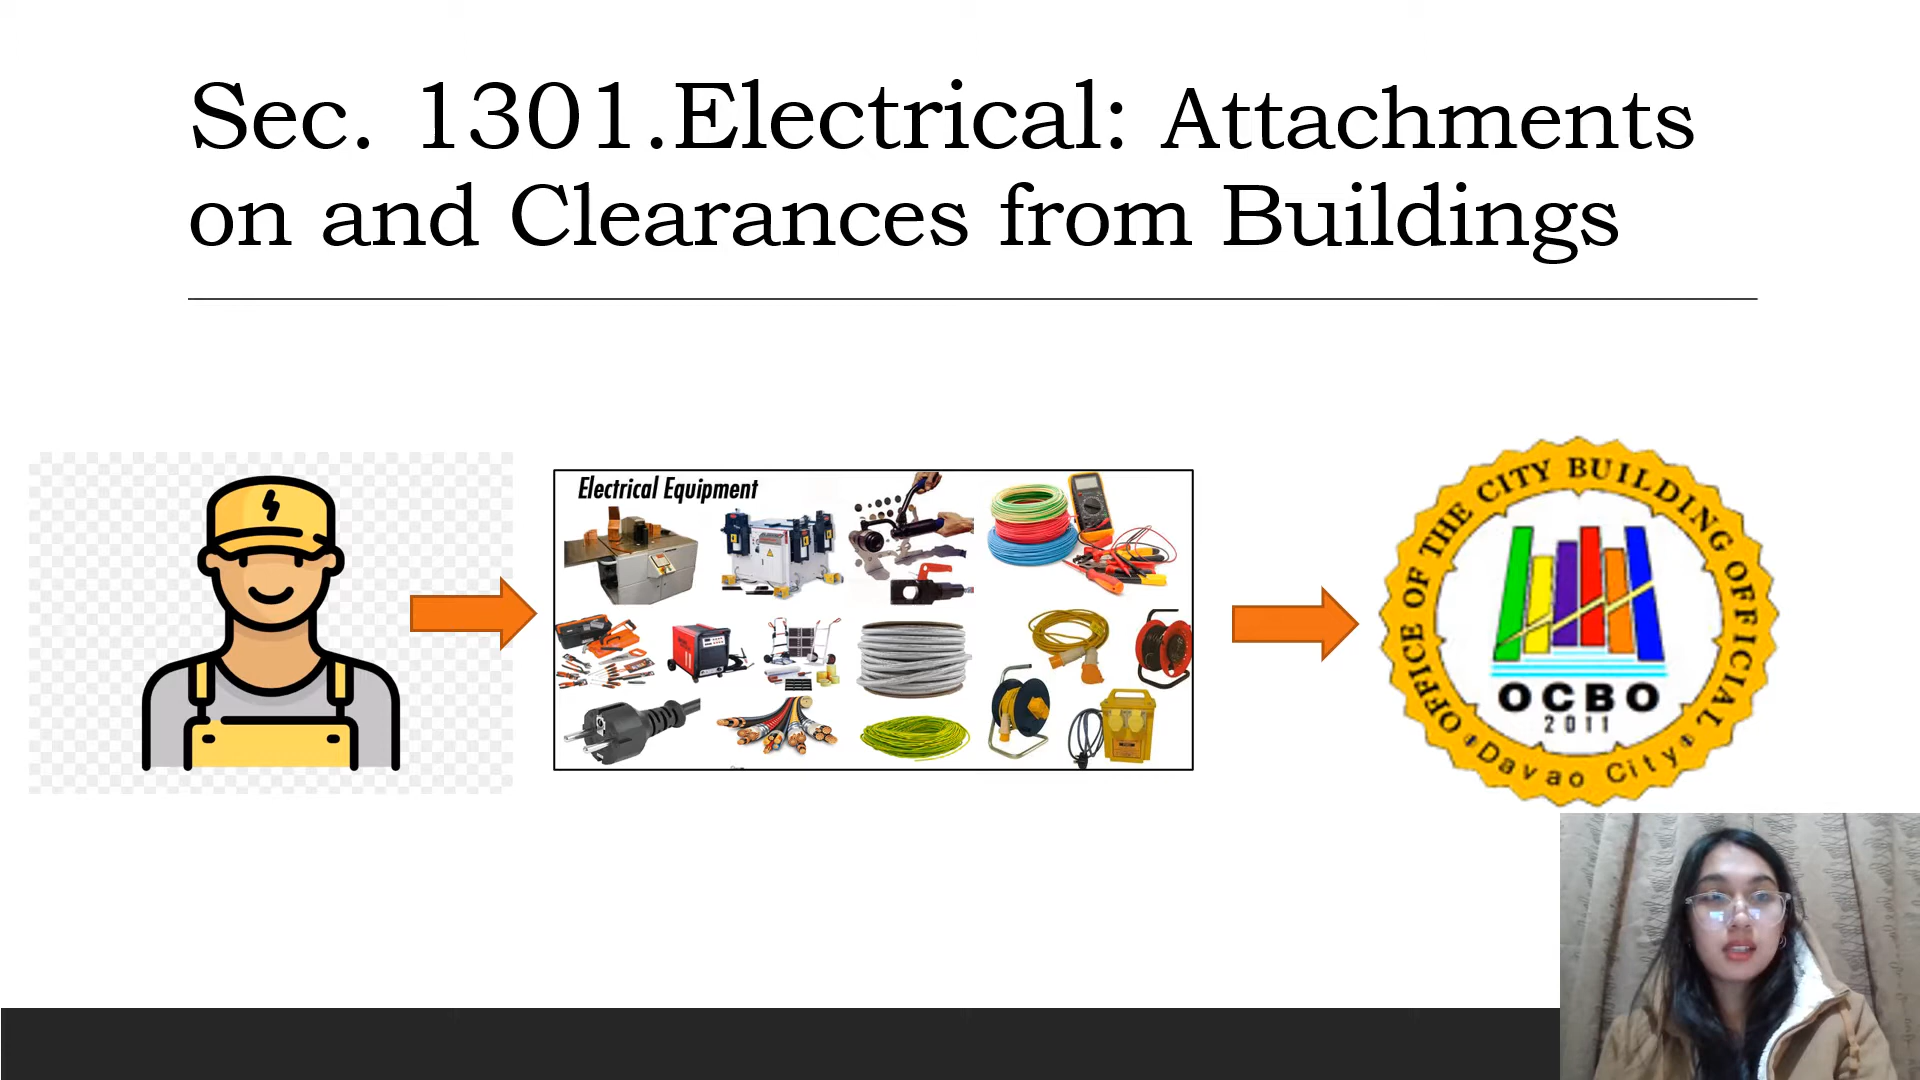 Sec. 1301.Electrical: Attachments
on and Clearances from Buildings
Electrical Equipment
OFFICE OF THE CITY BUILDING OFFICIAL
OCBO
2011
Davao City